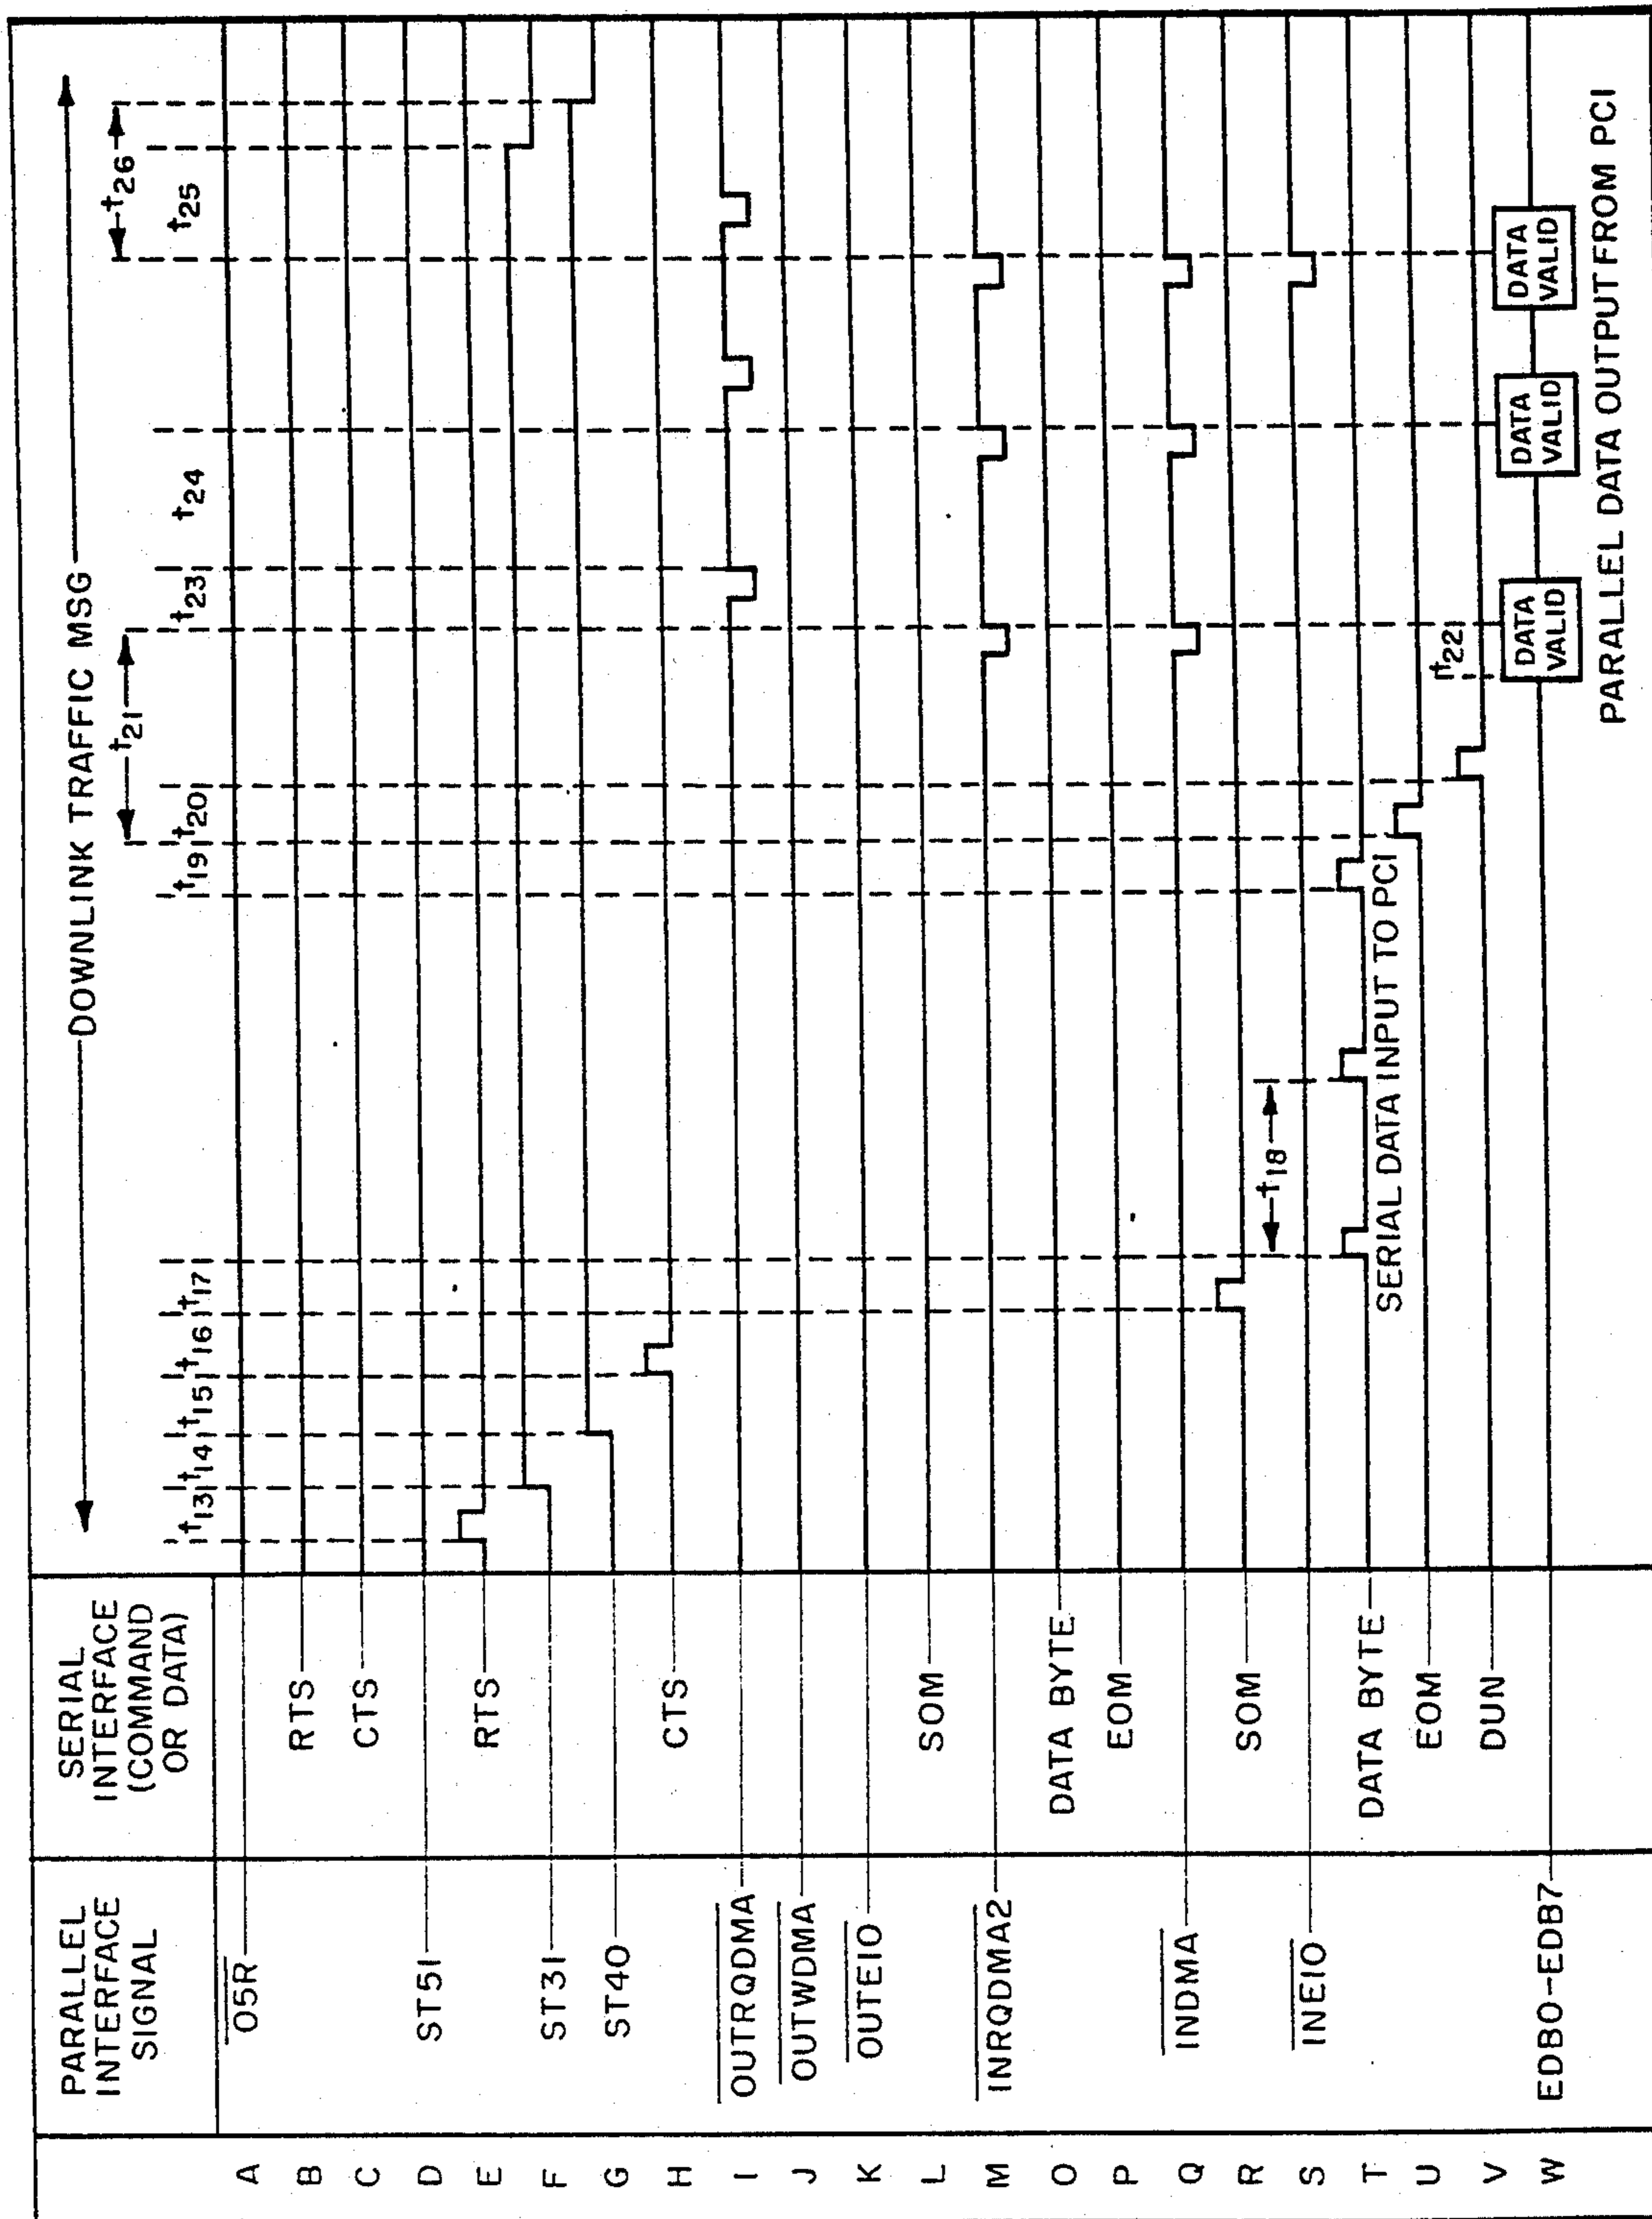 PARALLEL
INTERFACE
SIGNAL
SERIAL
INTERFACE
(COMMAND
OR DATA)
DOWNLINK TRAFFIC MSG
t13 t14 t15 t16 t17
t19 t20
t21
t23
t24
t25
t26
A O5R
B RTS
C CTS
D ST51
E RTS
F ST31
G ST40
H CTS
I OUTRQDMA
J OUTWDMA
K OUTEIO
L SOM
M INRQDMA2
O DATA BYTE
P EOM
Q INDMA
R SOM
t18
S INEIO
T DATA BYTE
SERIAL DATA INPUT TO PCI
U EOM
V DUN
t22
W EDBO-EDB7
DATA
VALID
DATA
VALID
DATA
VALID
PARALLEL DATA OUTPUT FROM PCI